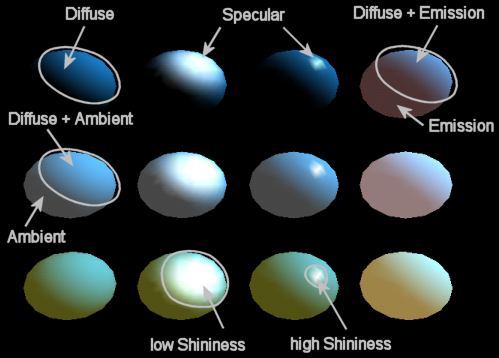 Diffuse
Specular
Diffuse + Emission
Emission
Diffuse + Ambient
Ambient
low Shininess
high Shininess